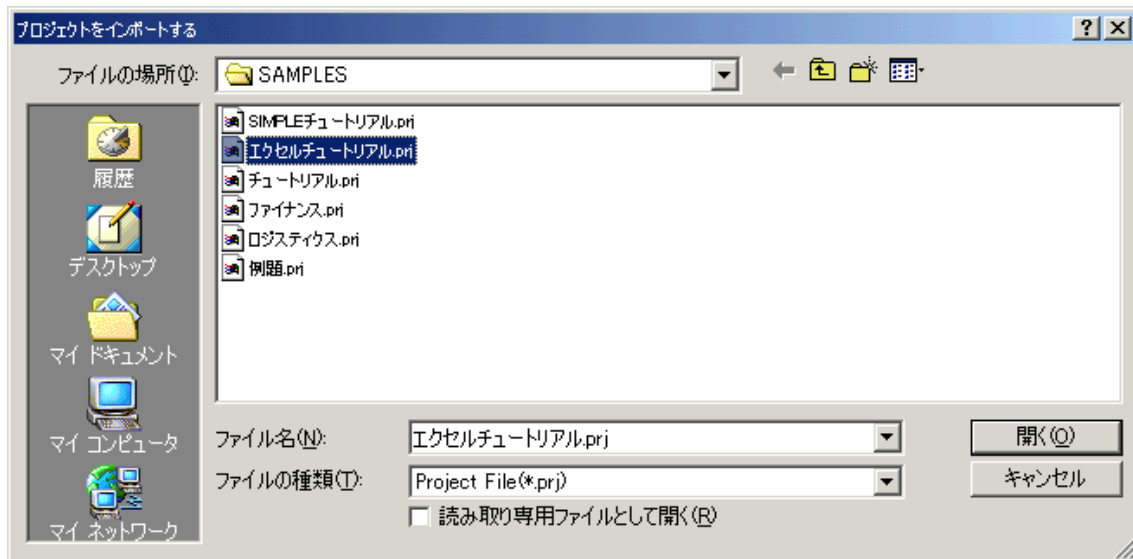 プロジェクトをインポートする
ファイルの場所(I):
SAMPLES
履歴
デスクトップ
マイ ドキュメント
マイ コンピュータ
マイ ネットワーク
SIMPLEチュートリアル.prj
エクセルチュートリアル.prj
チュートリアル.prj
ファイナンス.prj
ロジスティクス.prj
例題.prj
ファイル名(N):
エクセルチュートリアル.prj
開く(O)
ファイルの種類(T):
Project File(*.prj)
キャンセル
読み取り専用ファイルとして開く(R)